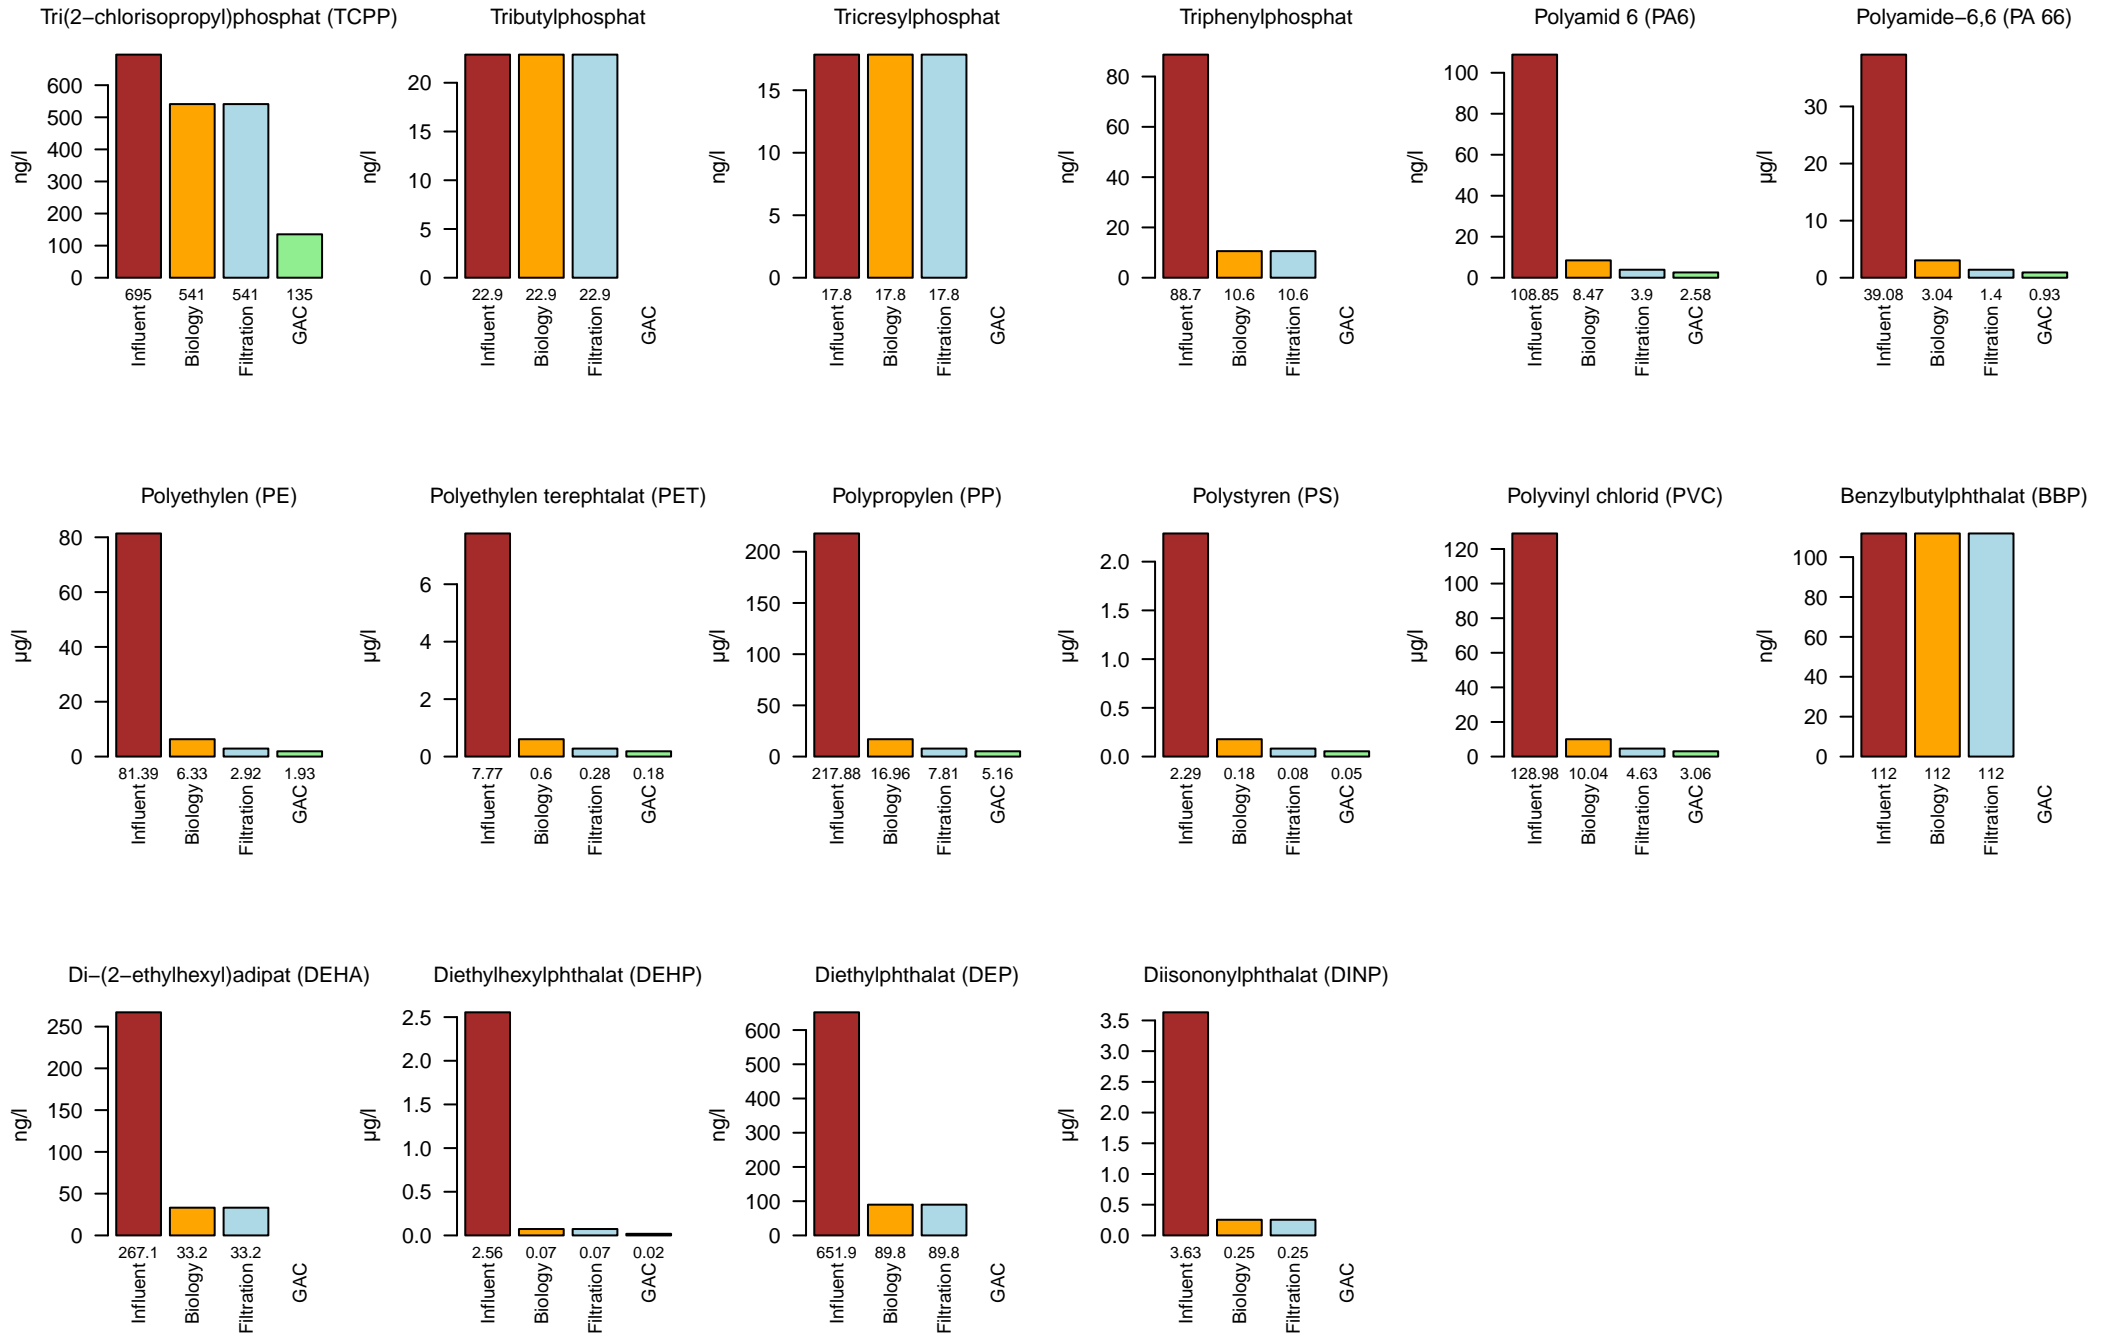 Tri(2−chlorisopropyl)phosphat (TCPP)
ng/l
600
500
400
300
200
100
0
695 541 541 135
Influent Biology Filtration GAC
Tributylphosphat
ng/l
20
15
10
5
0
22.9 22.9 22.9
Influent Biology Filtration GAC
Tricresylphosphat
ng/l
15
10
5
0
17.8 17.8 17.8
Influent Biology Filtration GAC
Triphenylphosphat
ng/l
80
60
40
20
0
88.7 10.6 10.6
Influent Biology Filtration GAC
Polyamid 6 (PA6)
ng/l
100
80
60
40
20
0
108.85 8.47 3.9 2.58
Influent Biology Filtration GAC
Polyamide−6,6 (PA 66)
µg/l
30
20
10
0
39.08 3.04 1.4 0.93
Influent Biology Filtration GAC
Polyethylen (PE)
µg/l
80
60
40
20
0
81.39 6.33 2.92 1.93
Influent Biology Filtration GAC
Polyethylen terephtalat (PET)
µg/l
6
4
2
0
7.77 0.6 0.28 0.18
Influent Biology Filtration GAC
Polypropylen (PP)
µg/l
200
150
100
50
0
217.88 16.96 7.81 5.16
Influent Biology Filtration GAC
Polystyren (PS)
µg/l
2.0
1.5
1.0
0.5
0.0
2.29 0.18 0.08 0.05
Influent Biology Filtration GAC
Polyvinyl chlorid (PVC)
µg/l
120
100
80
60
40
20
0
128.98 10.04 4.63 3.06
Influent Biology Filtration GAC
Benzylbutylphthalat (BBP)
ng/l
100
80
60
40
20
0
112 112 112
Influent Biology Filtration GAC
Di−(2−ethylhexyl)adipat (DEHA)
ng/l
250
200
150
100
50
0
267.1 33.2 33.2
Influent Biology Filtration GAC
Diethylhexylphthalat (DEHP)
µg/l
2.5
2.0
1.5
1.0
0.5
0.0
2.56 0.07 0.07 0.02
Influent Biology Filtration GAC
Diethylphthalat (DEP)
ng/l
600
500
400
300
200
100
0
651.9 89.8 89.8
Influent Biology Filtration GAC
Diisononylphthalat (DINP)
µg/l
3.5
3.0
2.5
2.0
1.5
1.0
0.5
0.0
3.63 0.25 0.25
Influent Biology Filtration GAC